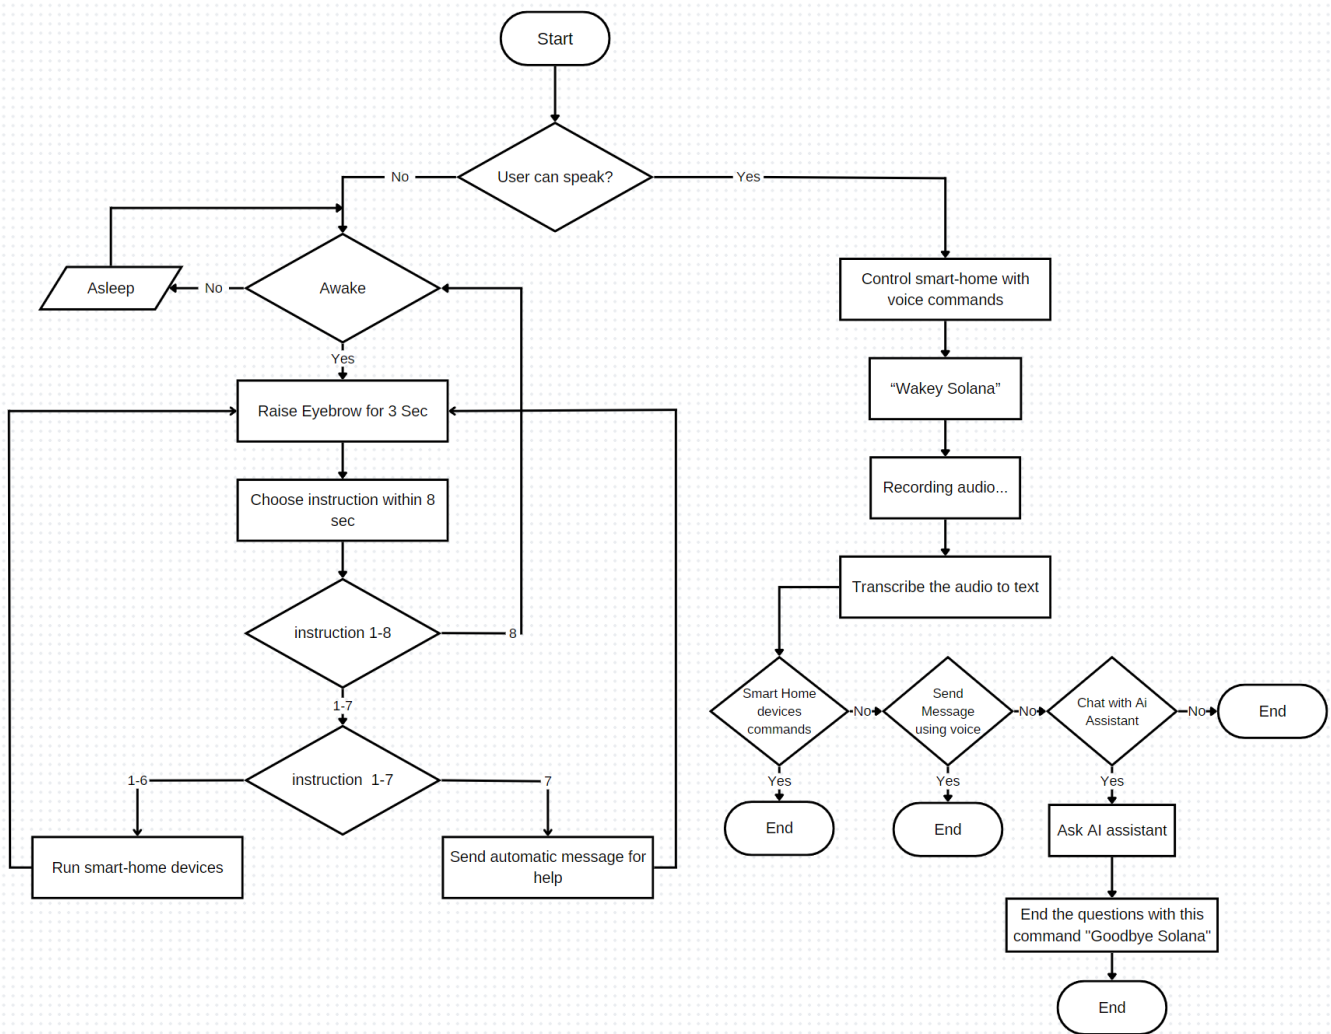 Start
User can speak?
No
Yes
Asleep
No
Awake
Yes
Raise Eyebrow for 3 Sec
Choose instruction within 8
sec
instruction 1-8
8
1-7
instruction  1-7
1-6
7
Run smart-home devices
Send automatic message for
help
Control smart-home with
voice commands
“Wakey Solana”
Recording audio...
Transcribe the audio to text
Smart Home
devices
commands
No
Send
Message
using voice
No
Chat with Ai
Assistant
No
End
Yes
End
Yes
End
Yes
Ask AI assistant
End the questions with this
command "Goodbye Solana"
End